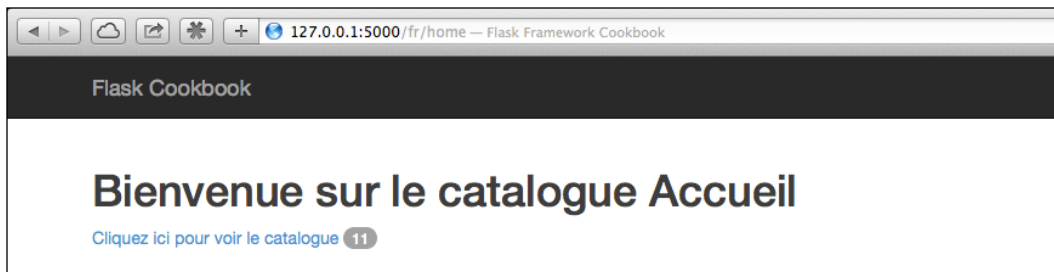 127.0.0.1:5000/fr/home — Flask Framework Cookbook
Flask Cookbook
Bienvenue sur le catalogue Accueil
Cliquez ici pour voir le catalogue 11